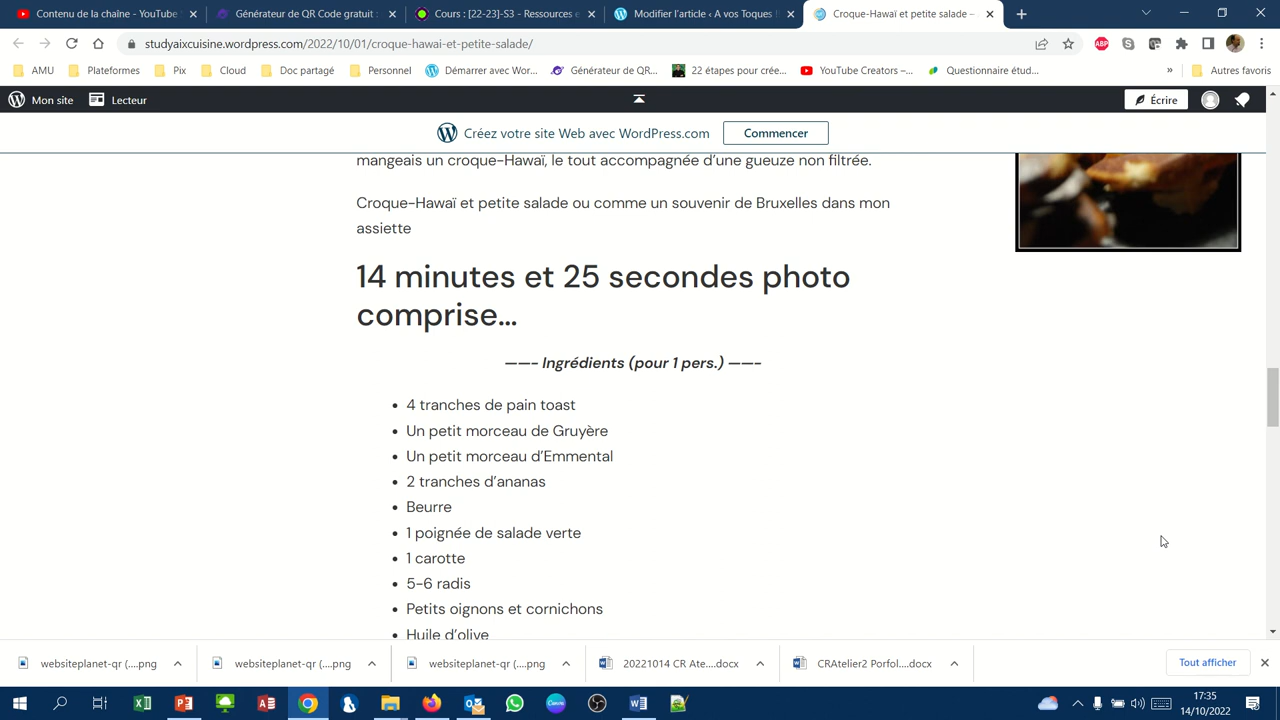 Contenu de la chaîne - YouTube
Générateur de QR Code gratuit :
Cours : [22-23]-S3 - Ressources e
Modifier l'article ‹ A vos Toques !
Croque-Hawaï et petite salade –
studyaixcuisine.wordpress.com/2022/10/01/croque-hawai-et-petite-salade/
AMU
Plateformes
Pix
Cloud
Doc partagé
Personnel
Démarrer avec Wor...
Générateur de QR...
22 étapes pour crée...
YouTube Creators –...
Questionnaire étud...
»
Autres favoris
Mon site
Lecteur
Écrire
Créez votre site Web avec WordPress.com
Commencer
mangeais un croque-Hawaï, le tout accompagnée d'une gueuze non filtrée.
Croque-Hawaï et petite salade ou comme un souvenir de Bruxelles dans mon
assiette
14 minutes et 25 secondes photo
comprise…
——- Ingrédients (pour 1 pers.) ——-
• 4 tranches de pain toast
• Un petit morceau de Gruyère
• Un petit morceau d'Emmental
• 2 tranches d'ananas
• Beurre
• 1 poignée de salade verte
• 1 carotte
• 5-6 radis
• Petits oignons et cornichons
• Huile d'olive
websiteplanet-qr (....png
websiteplanet-qr (....png
websiteplanet-qr (....png
20221014 CR Ate....docx
CRAtelier2 Porfol....docx
Tout afficher
17:35
14/10/2022